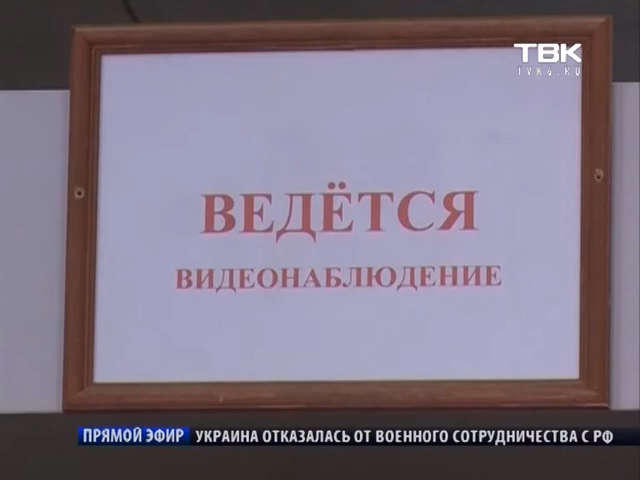 ТВК
TVK6.RU
ВЕДЁТСЯ
ВИДЕОНАБЛЮДЕНИЕ
ПРЯМОЙ ЭФИР УКРАИНА ОТКАЗАЛАСЬ ОТ ВОЕННОГО СОТРУДНИЧЕСТВА С РФ